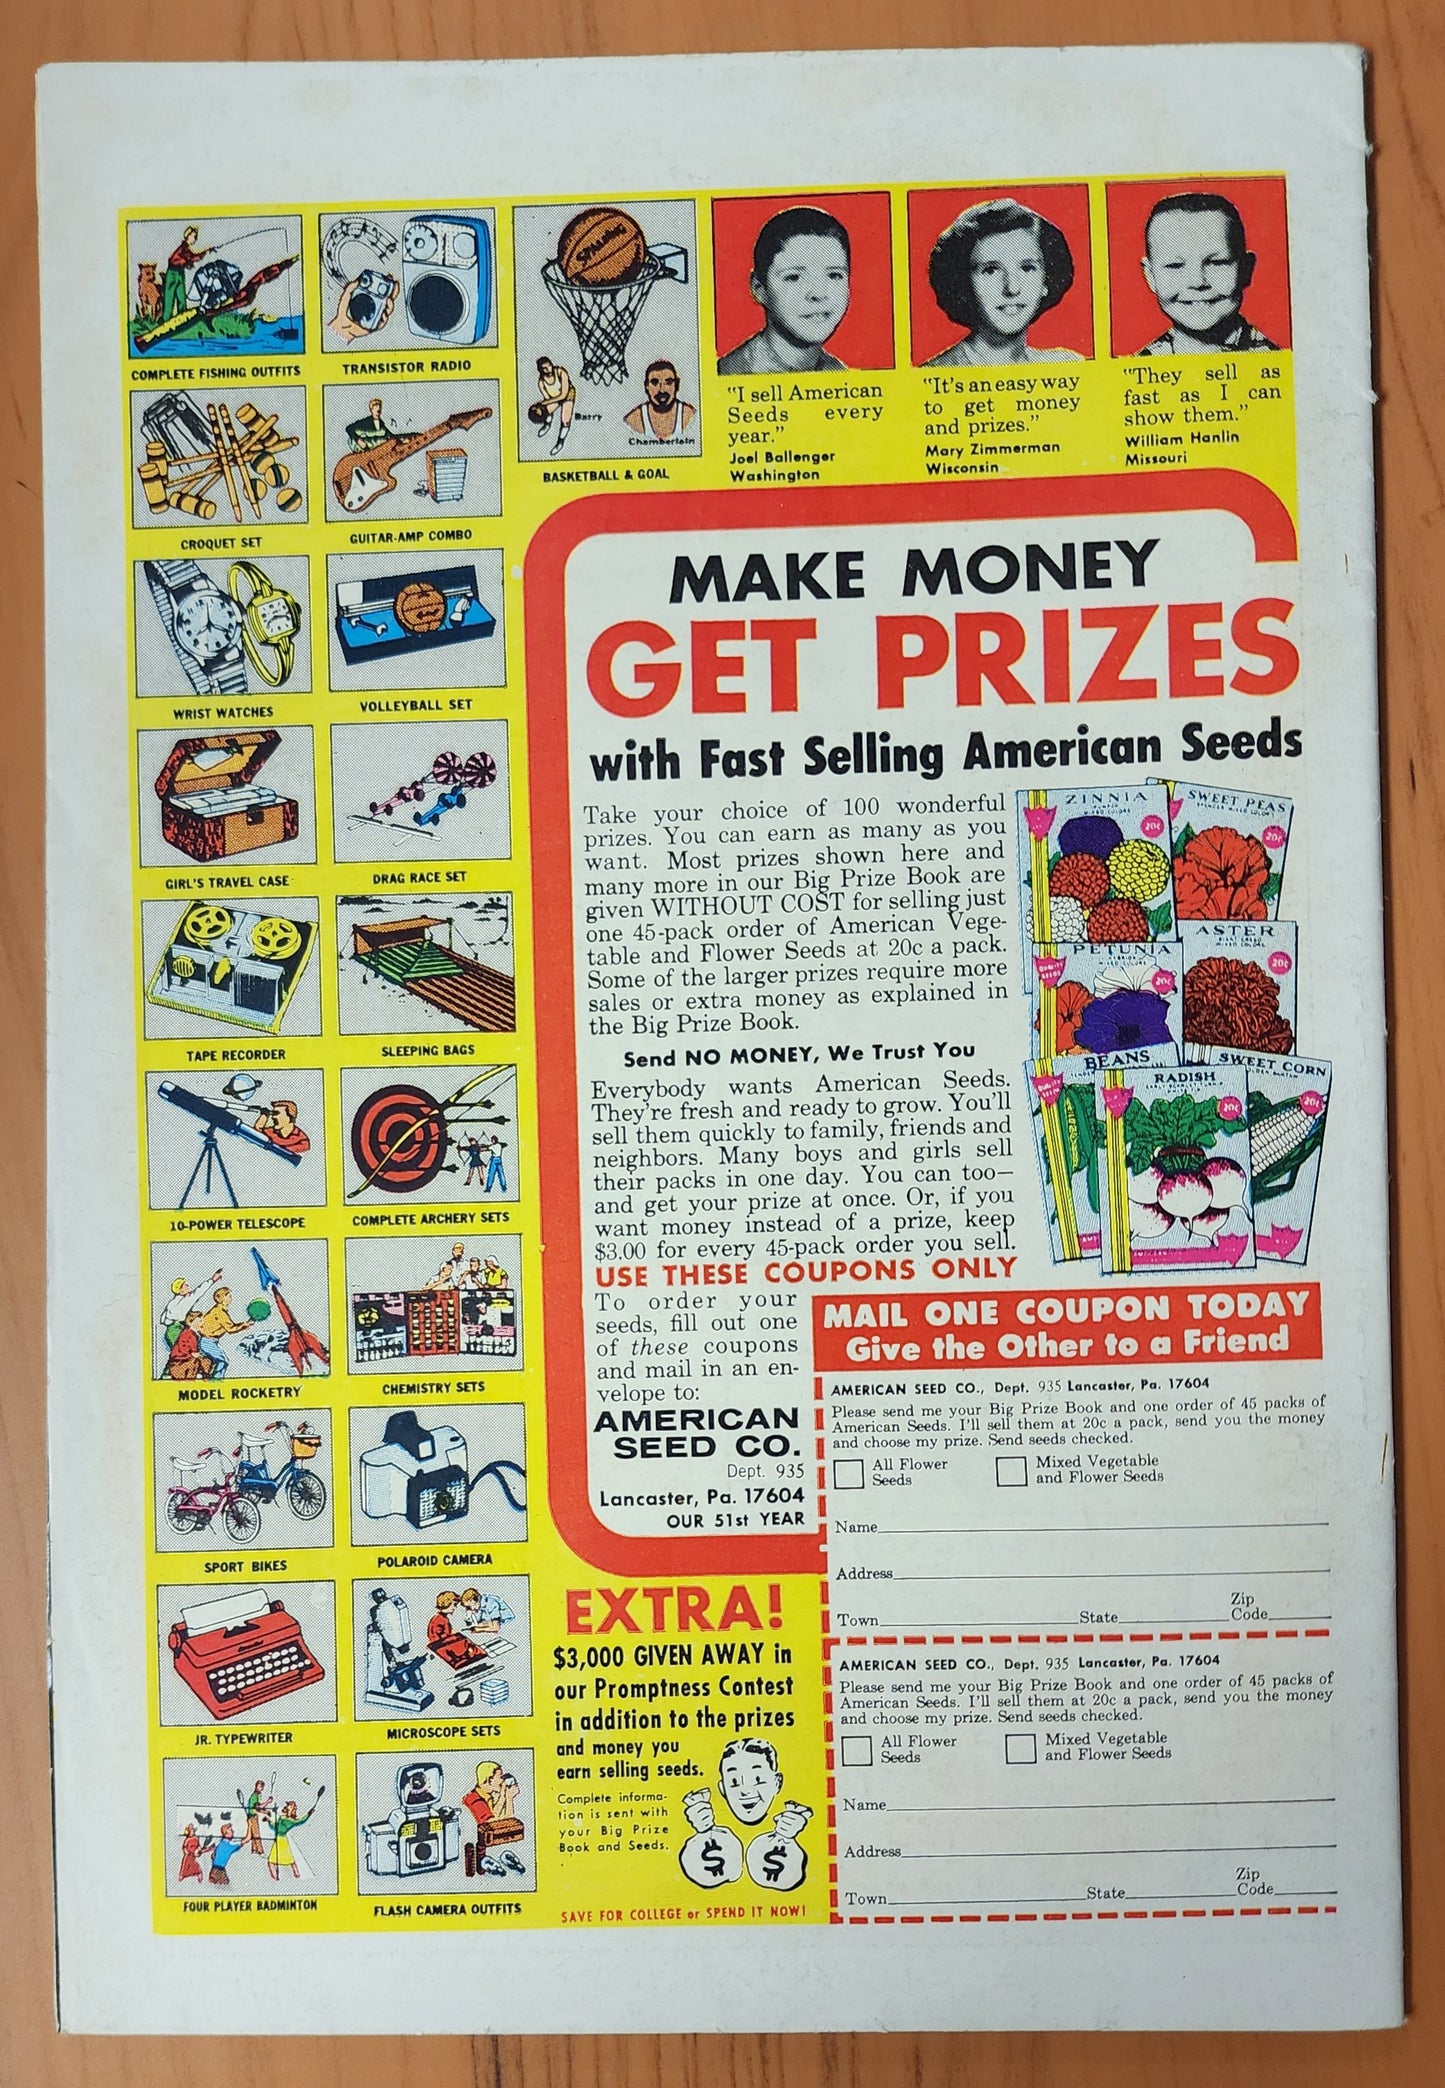 COMPLETE FISHING OUTFITS
TRANSISTOR RADIO
SPALDING
Barry
Chamberlain
BASKETBALL & GOAL
CROQUET SET
GUITAR-AMP COMBO
WRIST WATCHES
VOLLEYBALL SET
GIRL'S TRAVEL CASE
DRAG RACE SET
TAPE RECORDER
SLEEPING BAGS
10-POWER TELESCOPE
COMPLETE ARCHERY SETS
MODEL ROCKETRY
CHEMISTRY SETS
SPORT BIKES
POLAROID CAMERA
JR. TYPEWRITER
MICROSCOPE SETS
FOUR PLAYER BADMINTON
FLASH CAMERA OUTFITS
"I sell American
Seeds every
year."
Joel Ballenger
Washington
"It's an easy way
to get money
and prizes."
Mary Zimmerman
Wisconsin
"They sell as
fast as I can
show them."
William Hanlin
Missouri
MAKE MONEY
GET PRIZES
with Fast Selling American Seeds
Take your choice of 100 wonderful
prizes. You can earn as many as you
want. Most prizes shown here and
many more in our Big Prize Book are
given WITHOUT COST for selling just
one 45-pack order of American Vege-
table and Flower Seeds at 20c a pack.
Some of the larger prizes require more
sales or extra money as explained in
the Big Prize Book.
Send NO MONEY, We Trust You
Everybody wants American Seeds.
They're fresh and ready to grow. You'll
sell them quickly to family, friends and
neighbors. Many boys and girls sell
their packs in one day. You can too—
and get your prize at once. Or, if you
want money instead of a prize, keep
$3.00 for every 45-pack order you sell.
USE THESE COUPONS ONLY
To order your
seeds, fill out one
of these coupons
and mail in an en-
velope to:
AMERICAN
SEED CO.
Dept. 935
Lancaster, Pa. 17604
OUR 51st YEAR
ZINNIA
MIXED COLORS
20¢
SWEET PEAS
20¢
PETUNIA
MIXED COLORS
20¢
ASTER
MIXED COLORS
20¢
BEANS
RADISH
20¢
SWEET CORN
20¢
MAIL ONE COUPON TODAY
Give the Other to a Friend
AMERICAN SEED CO., Dept. 935 Lancaster, Pa. 17604
Please send me your Big Prize Book and one order of 45 packs of
American Seeds. I'll sell them at 20c a pack, send you the money
and choose my prize. Send seeds checked.
All Flower
Seeds
Mixed Vegetable
and Flower Seeds
Name
Address
Town State Zip
Code
AMERICAN SEED CO., Dept. 935 Lancaster, Pa. 17604
Please send me your Big Prize Book and one order of 45 packs of
American Seeds. I'll sell them at 20c a pack, send you the money
and choose my prize. Send seeds checked.
All Flower
Seeds
Mixed Vegetable
and Flower Seeds
Name
Address
Town State Zip
Code
EXTRA!
$3,000 GIVEN AWAY in
our Promptness Contest
in addition to the prizes
and money you
earn selling seeds.
Complete informa-
tion is sent with
your Big Prize
Book and Seeds.
$ $
SAVE FOR COLLEGE or SPEND IT NOW!